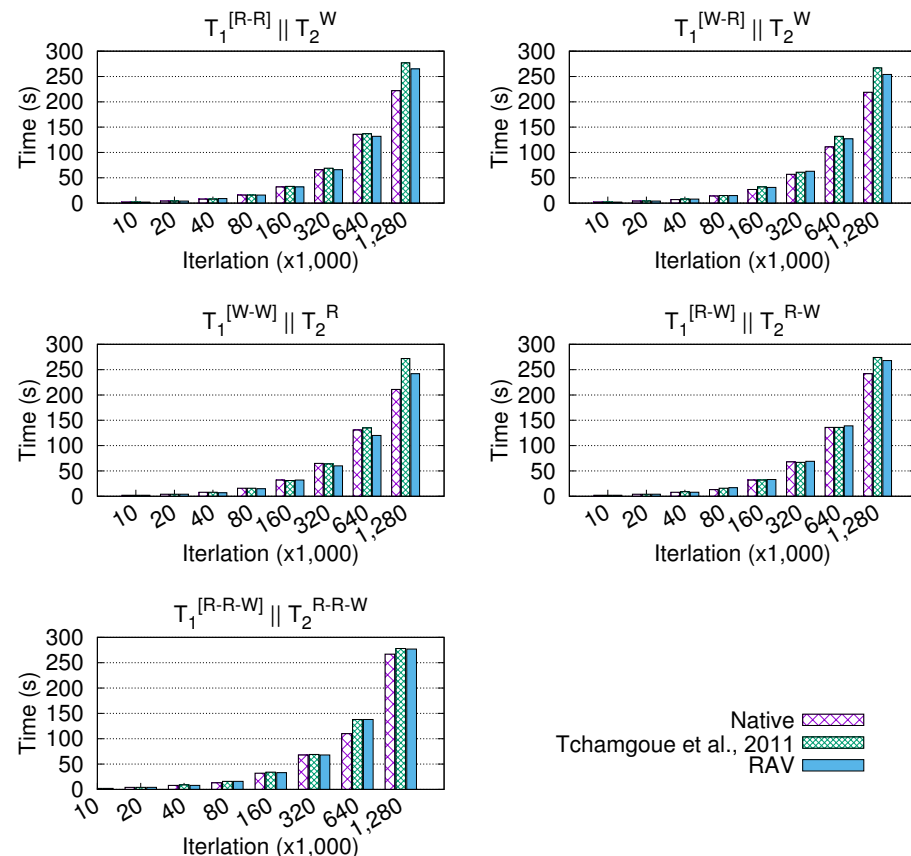 T1[R-R] || T2W
300
250
200
150
100
50
0
Time (s)
10 20 40 80 160 320 640 1,280
Iterlation (x1,000)
T1[W-R] || T2W
300
250
200
150
100
50
0
Time (s)
10 20 40 80 160 320 640 1,280
Iterlation (x1,000)
T1[W-W] || T2R
300
250
200
150
100
50
0
Time (s)
10 20 40 80 160 320 640 1,280
Iterlation (x1,000)
T1[R-W] || T2R-W
300
250
200
150
100
50
0
Time (s)
10 20 40 80 160 320 640 1,280
Iterlation (x1,000)
T1[R-R-W] || T2R-R-W
300
250
200
150
100
50
0
Time (s)
10 20 40 80 160 320 640 1,280
Iterlation (x1,000)
Native
Tchamgoue et al., 2011
RAV